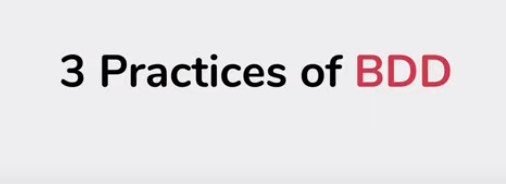 3 Practices of BDD